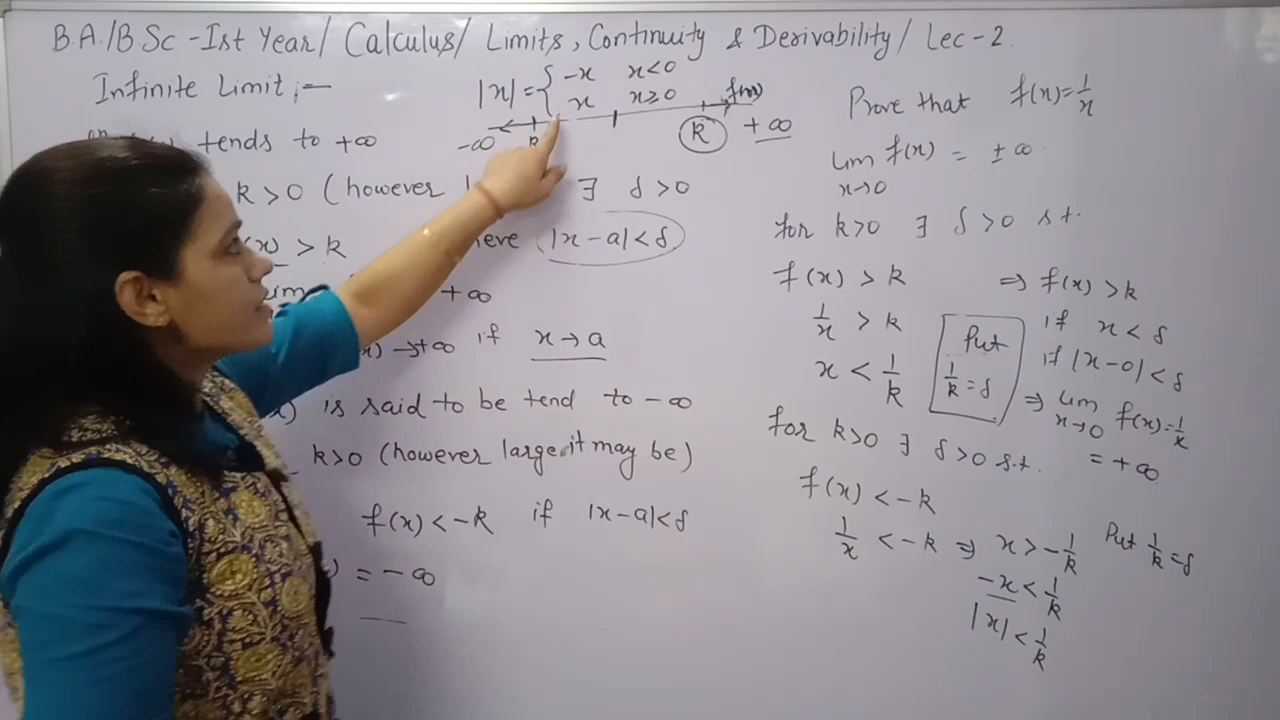 B.A./B.Sc - Ist Year/ Calculus/ Limits, Continuity & Derivability/ Lec-2.
Infinite Limit :-
|x| = { -x x<0
x x≥0
f(x)
-∞ k +∞
tends to +∞
k>0 (however ∃ δ>0
(x) > k |x-a|<δ
+∞
x) → +∞ if x→a
is said to be tend to -∞
k>0 (however large it may be)
f(x) < -k if |x-a|<δ
) = -∞
Prove that f(x) = 1/x
lim f(x) = ±∞
x→0
for k>0 ∃ δ>0 s.t.
f(x) > k
1/x > k
x < 1/k
Put
1/k = δ
⇒ f(x) > k
if x < δ
if |x-0| < δ
⇒ lim f(x) = 1/x
x→0
= +∞
for k>0 ∃ δ>0 s.t.
f(x) < -k
1/x < -k ⇒ x > -1/k Put 1/k = δ
-x < 1/k
|x| < 1/k